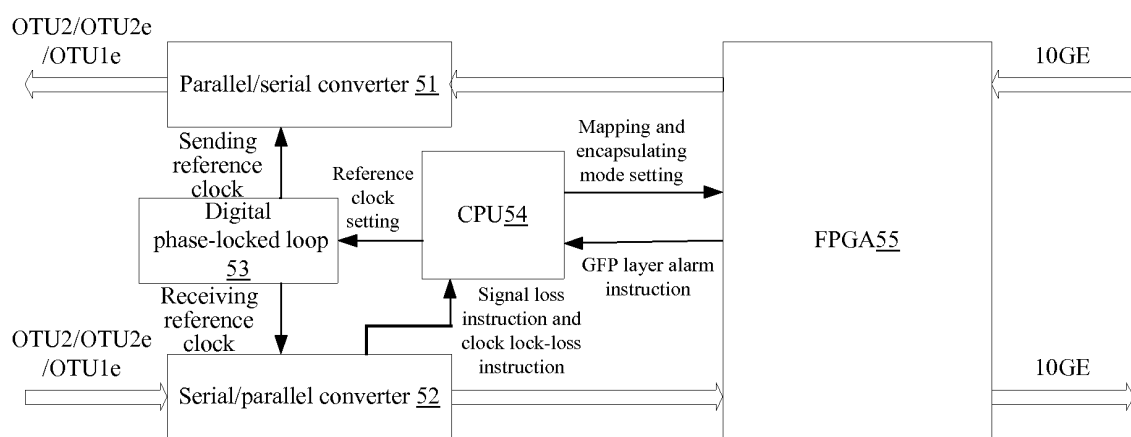 OTU2/OTU2e
/OTU1e
Parallel/serial converter 51
10GE
Sending
reference
clock
Mapping and
encapsulating
mode setting
Reference
clock
setting
CPU54
Digital
phase-locked loop
53
FPGA55
GFP layer alarm
instruction
Receiving
reference
clock
Signal loss
instruction and
clock lock-loss
instruction
OTU2/OTU2e
/OTU1e
Serial/parallel converter 52
10GE